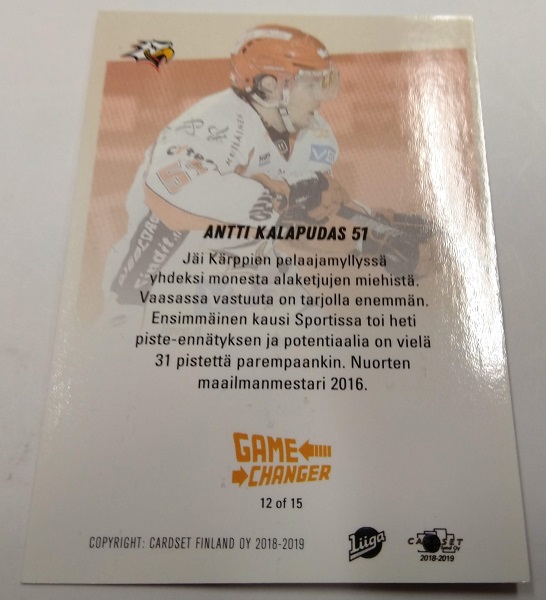 51
ANTTI KALAPUDAS 51
Jäi Kärppien pelaajamyllyssä
yhdeksi monesta alaketjujen miehistä.
Vaasassa vastuuta on tarjolla enemmän.
Ensimmäinen kausi Sportissa toi heti
piste-ennätyksen ja potentiaalia on vielä
31 pistettä parempaankin. Nuorten
maailmanmestari 2016.
GAME
CHANGER
12 of 15
COPYRIGHT: CARDSET FINLAND OY 2018-2019
Liiga
CARDSET
2018-2019